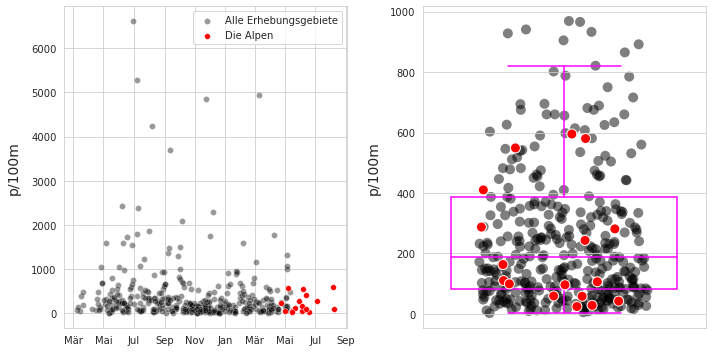 Alle Erhebungsgebiete
Die Alpen
p/100m
6000
5000
4000
3000
2000
1000
0
Mär Mai Jul Sep Nov Jan Mär Mai Jul Sep
p/100m
1000
800
600
400
200
0